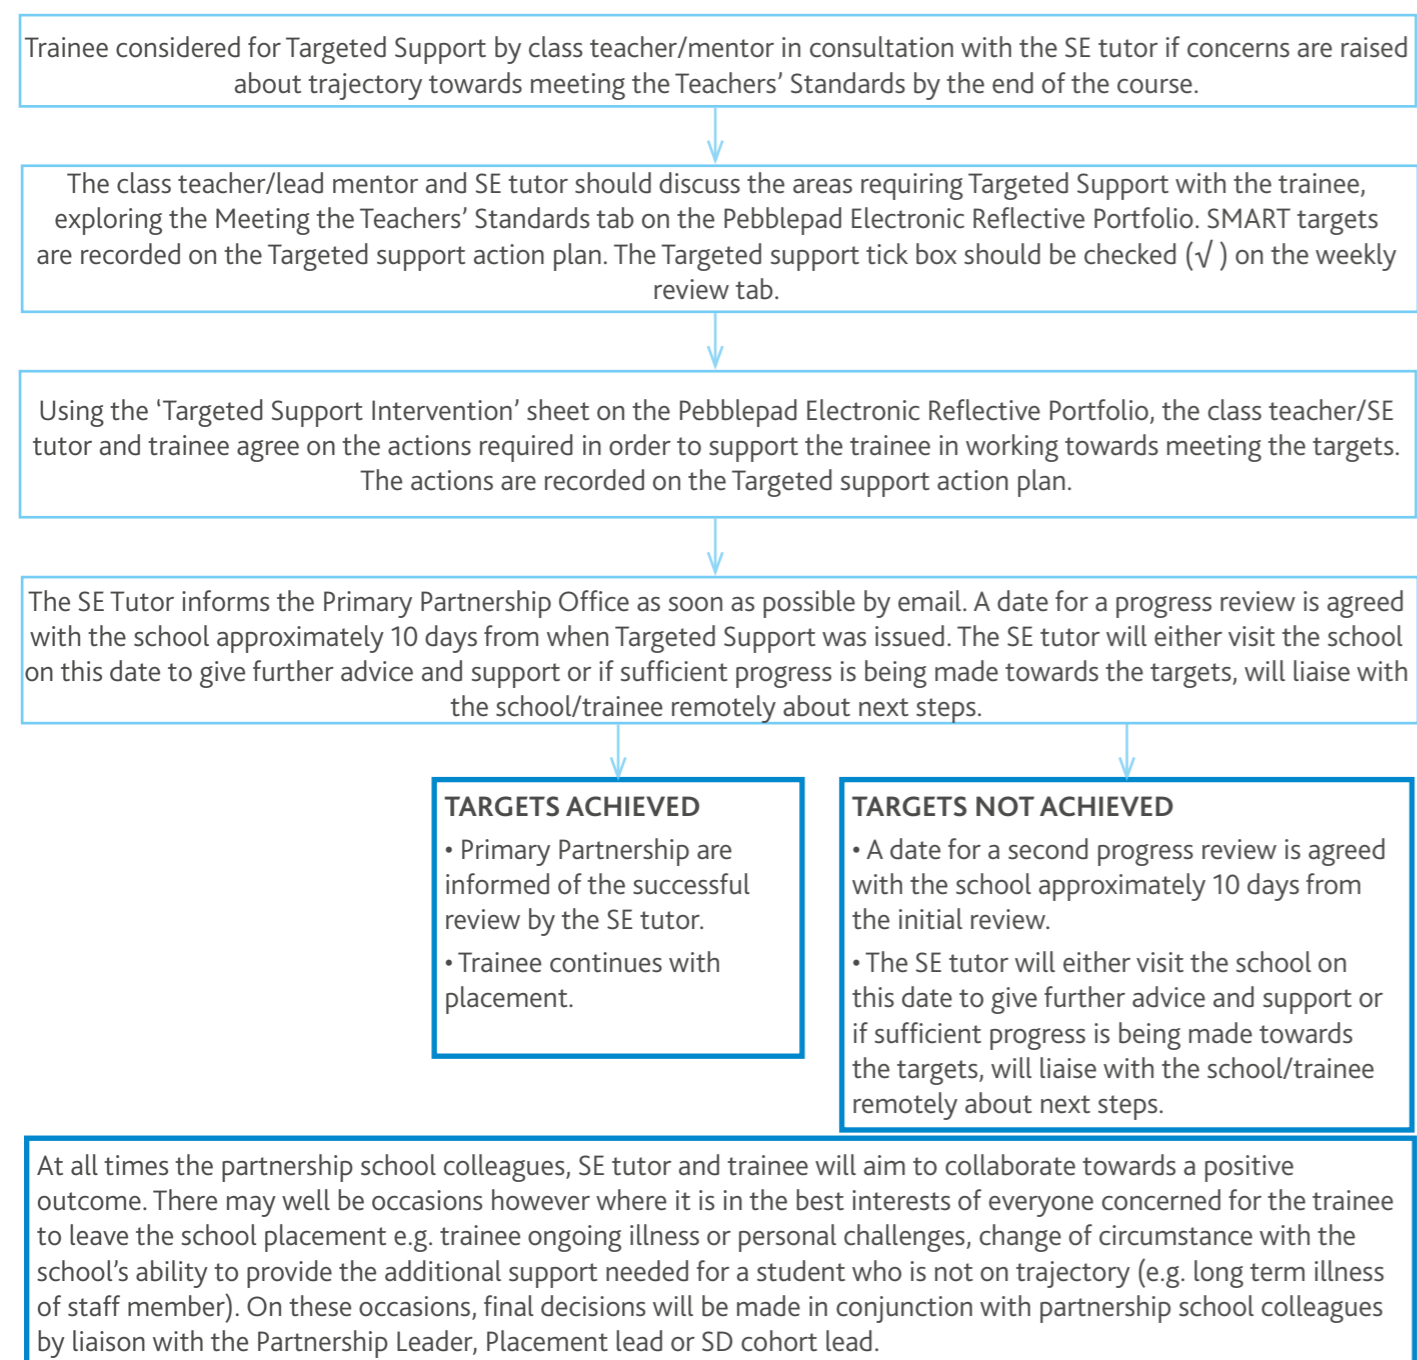 Trainee considered for Targeted Support by class teacher/mentor in consultation with the SE tutor if concerns are raised
about trajectory towards meeting the Teachers’ Standards by the end of the course.
The class teacher/lead mentor and SE tutor should discuss the areas requiring Targeted Support with the trainee,
exploring the Meeting the Teachers’ Standards tab on the Pebblepad Electronic Reflective Portfolio. SMART targets
are recorded on the Targeted support action plan. The Targeted support tick box should be checked (√ ) on the weekly
review tab.
Using the ‘Targeted Support Intervention’ sheet on the Pebblepad Electronic Reflective Portfolio, the class teacher/SE
tutor and trainee agree on the actions required in order to support the trainee in working towards meeting the targets.
The actions are recorded on the Targeted support action plan.
The SE Tutor informs the Primary Partnership Office as soon as possible by email. A date for a progress review is agreed
with the school approximately 10 days from when Targeted Support was issued. The SE tutor will either visit the school
on this date to give further advice and support or if sufficient progress is being made towards the targets, will liaise with
the school/trainee remotely about next steps.
TARGETS ACHIEVED
• Primary Partnership are
informed of the successful
review by the SE tutor.
• Trainee continues with
placement.
TARGETS NOT ACHIEVED
• A date for a second progress review is agreed
with the school approximately 10 days from
the initial review.
• The SE tutor will either visit the school on
this date to give further advice and support or
if sufficient progress is being made towards
the targets, will liaise with the school/trainee
remotely about next steps.
At all times the partnership school colleagues, SE tutor and trainee will aim to collaborate towards a positive
outcome. There may well be occasions however where it is in the best interests of everyone concerned for the trainee
to leave the school placement e.g. trainee ongoing illness or personal challenges, change of circumstance with the
school’s ability to provide the additional support needed for a student who is not on trajectory (e.g. long term illness
of staff member). On these occasions, final decisions will be made in conjunction with partnership school colleagues
by liaison with the Partnership Leader, Placement lead or SD cohort lead.